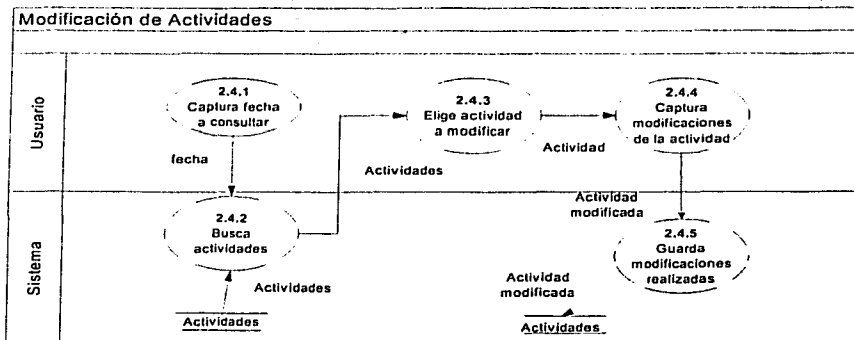 Modificación de Actividades
Usuario
2.4.1
Captura fecha
a consultar
2.4.3
Elige actividad
a modificar
2.4.4
Captura
modificaciones
de la actividad
fecha
Actividades
Actividad
Actividad
modificada
Sistema
2.4.2
Busca
actividades
2.4.5
Guarda
modificaciones
realizadas
Actividades
Actividad
modificada
Actividades
Actividades